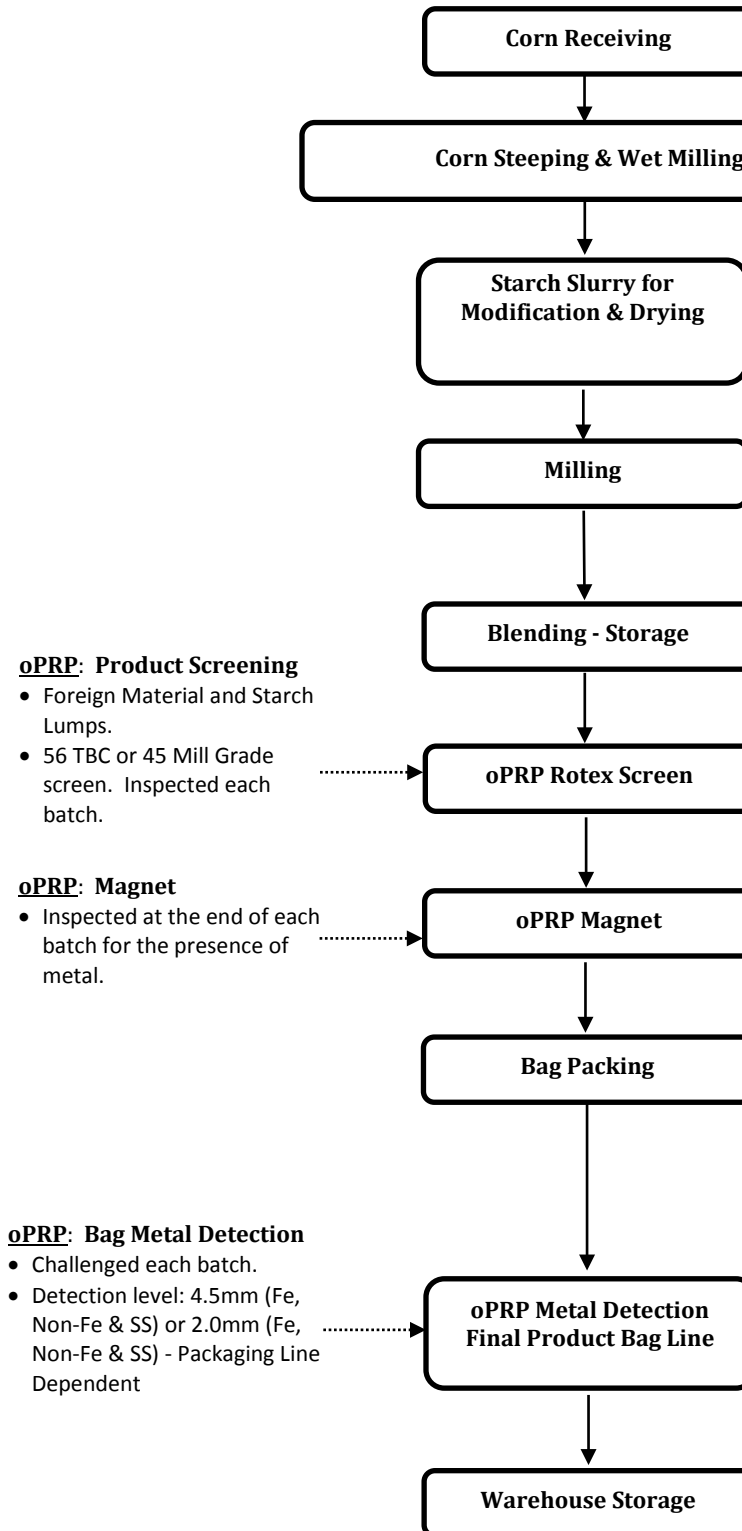 Corn Receiving
Corn Steeping & Wet Milling
Starch Slurry for
Modification & Drying
Milling
Blending - Storage
oPRP: Product Screening
• Foreign Material and Starch
Lumps.
• 56 TBC or 45 Mill Grade
screen. Inspected each
batch.
oPRP Rotex Screen
oPRP: Magnet
• Inspected at the end of each
batch for the presence of
metal.
oPRP Magnet
Bag Packing
oPRP: Bag Metal Detection
• Challenged each batch.
• Detection level: 4.5mm (Fe,
Non-Fe & SS) or 2.0mm (Fe,
Non-Fe & SS) - Packaging Line
Dependent
oPRP Metal Detection
Final Product Bag Line
Warehouse Storage